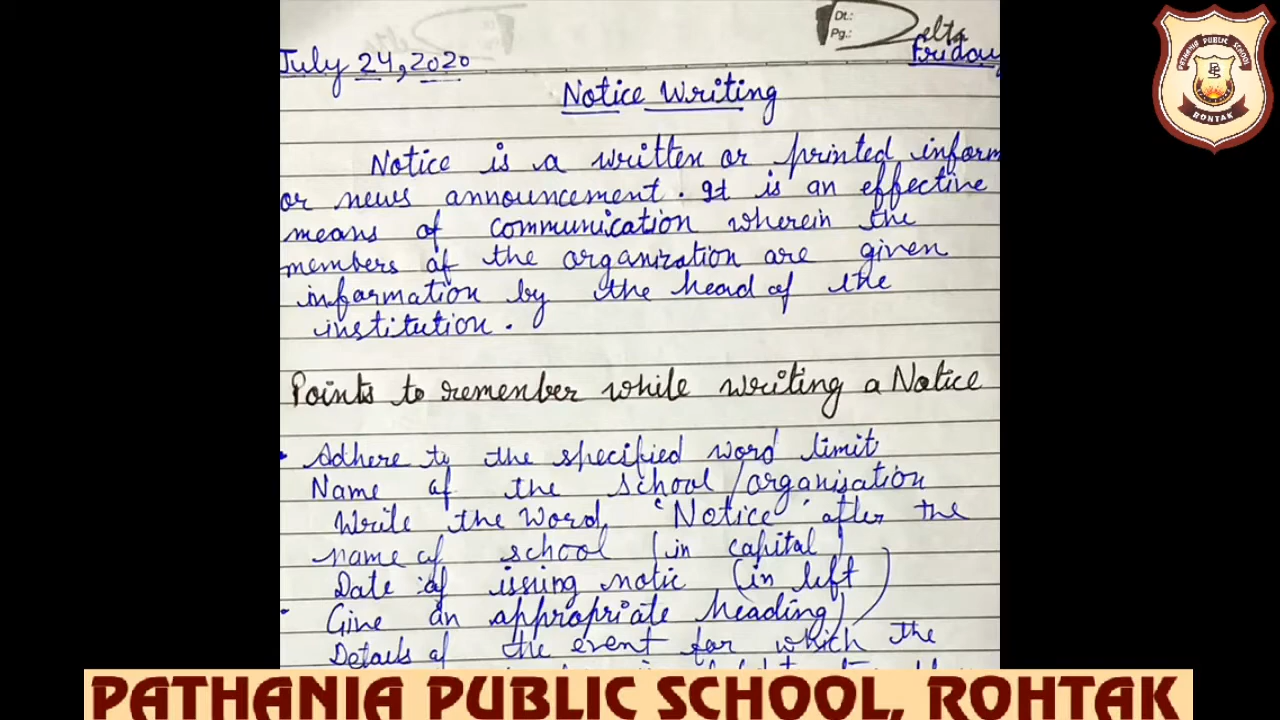 Dt.:
Pg.:
Delta
July 24, 2020
Friday
Notice Writing
Notice is a written or printed inform
or news announcement. It is an effective
means of communication wherein the
members of the organization are given
information by the head of the
institution.
Points to remember while writing a Notice
• Adhere to the specified word limit
Name of the school/organisation
Write the Word, 'Notice' after the
name of school (in capital)
Date of issuing notic (in left
• Give an appropriate heading)
Details of the event for which the
PATHANIA PUBLIC SCHOOL
PPS
ROHTAK
PATHANIA PUBLIC SCHOOL, ROHTAK